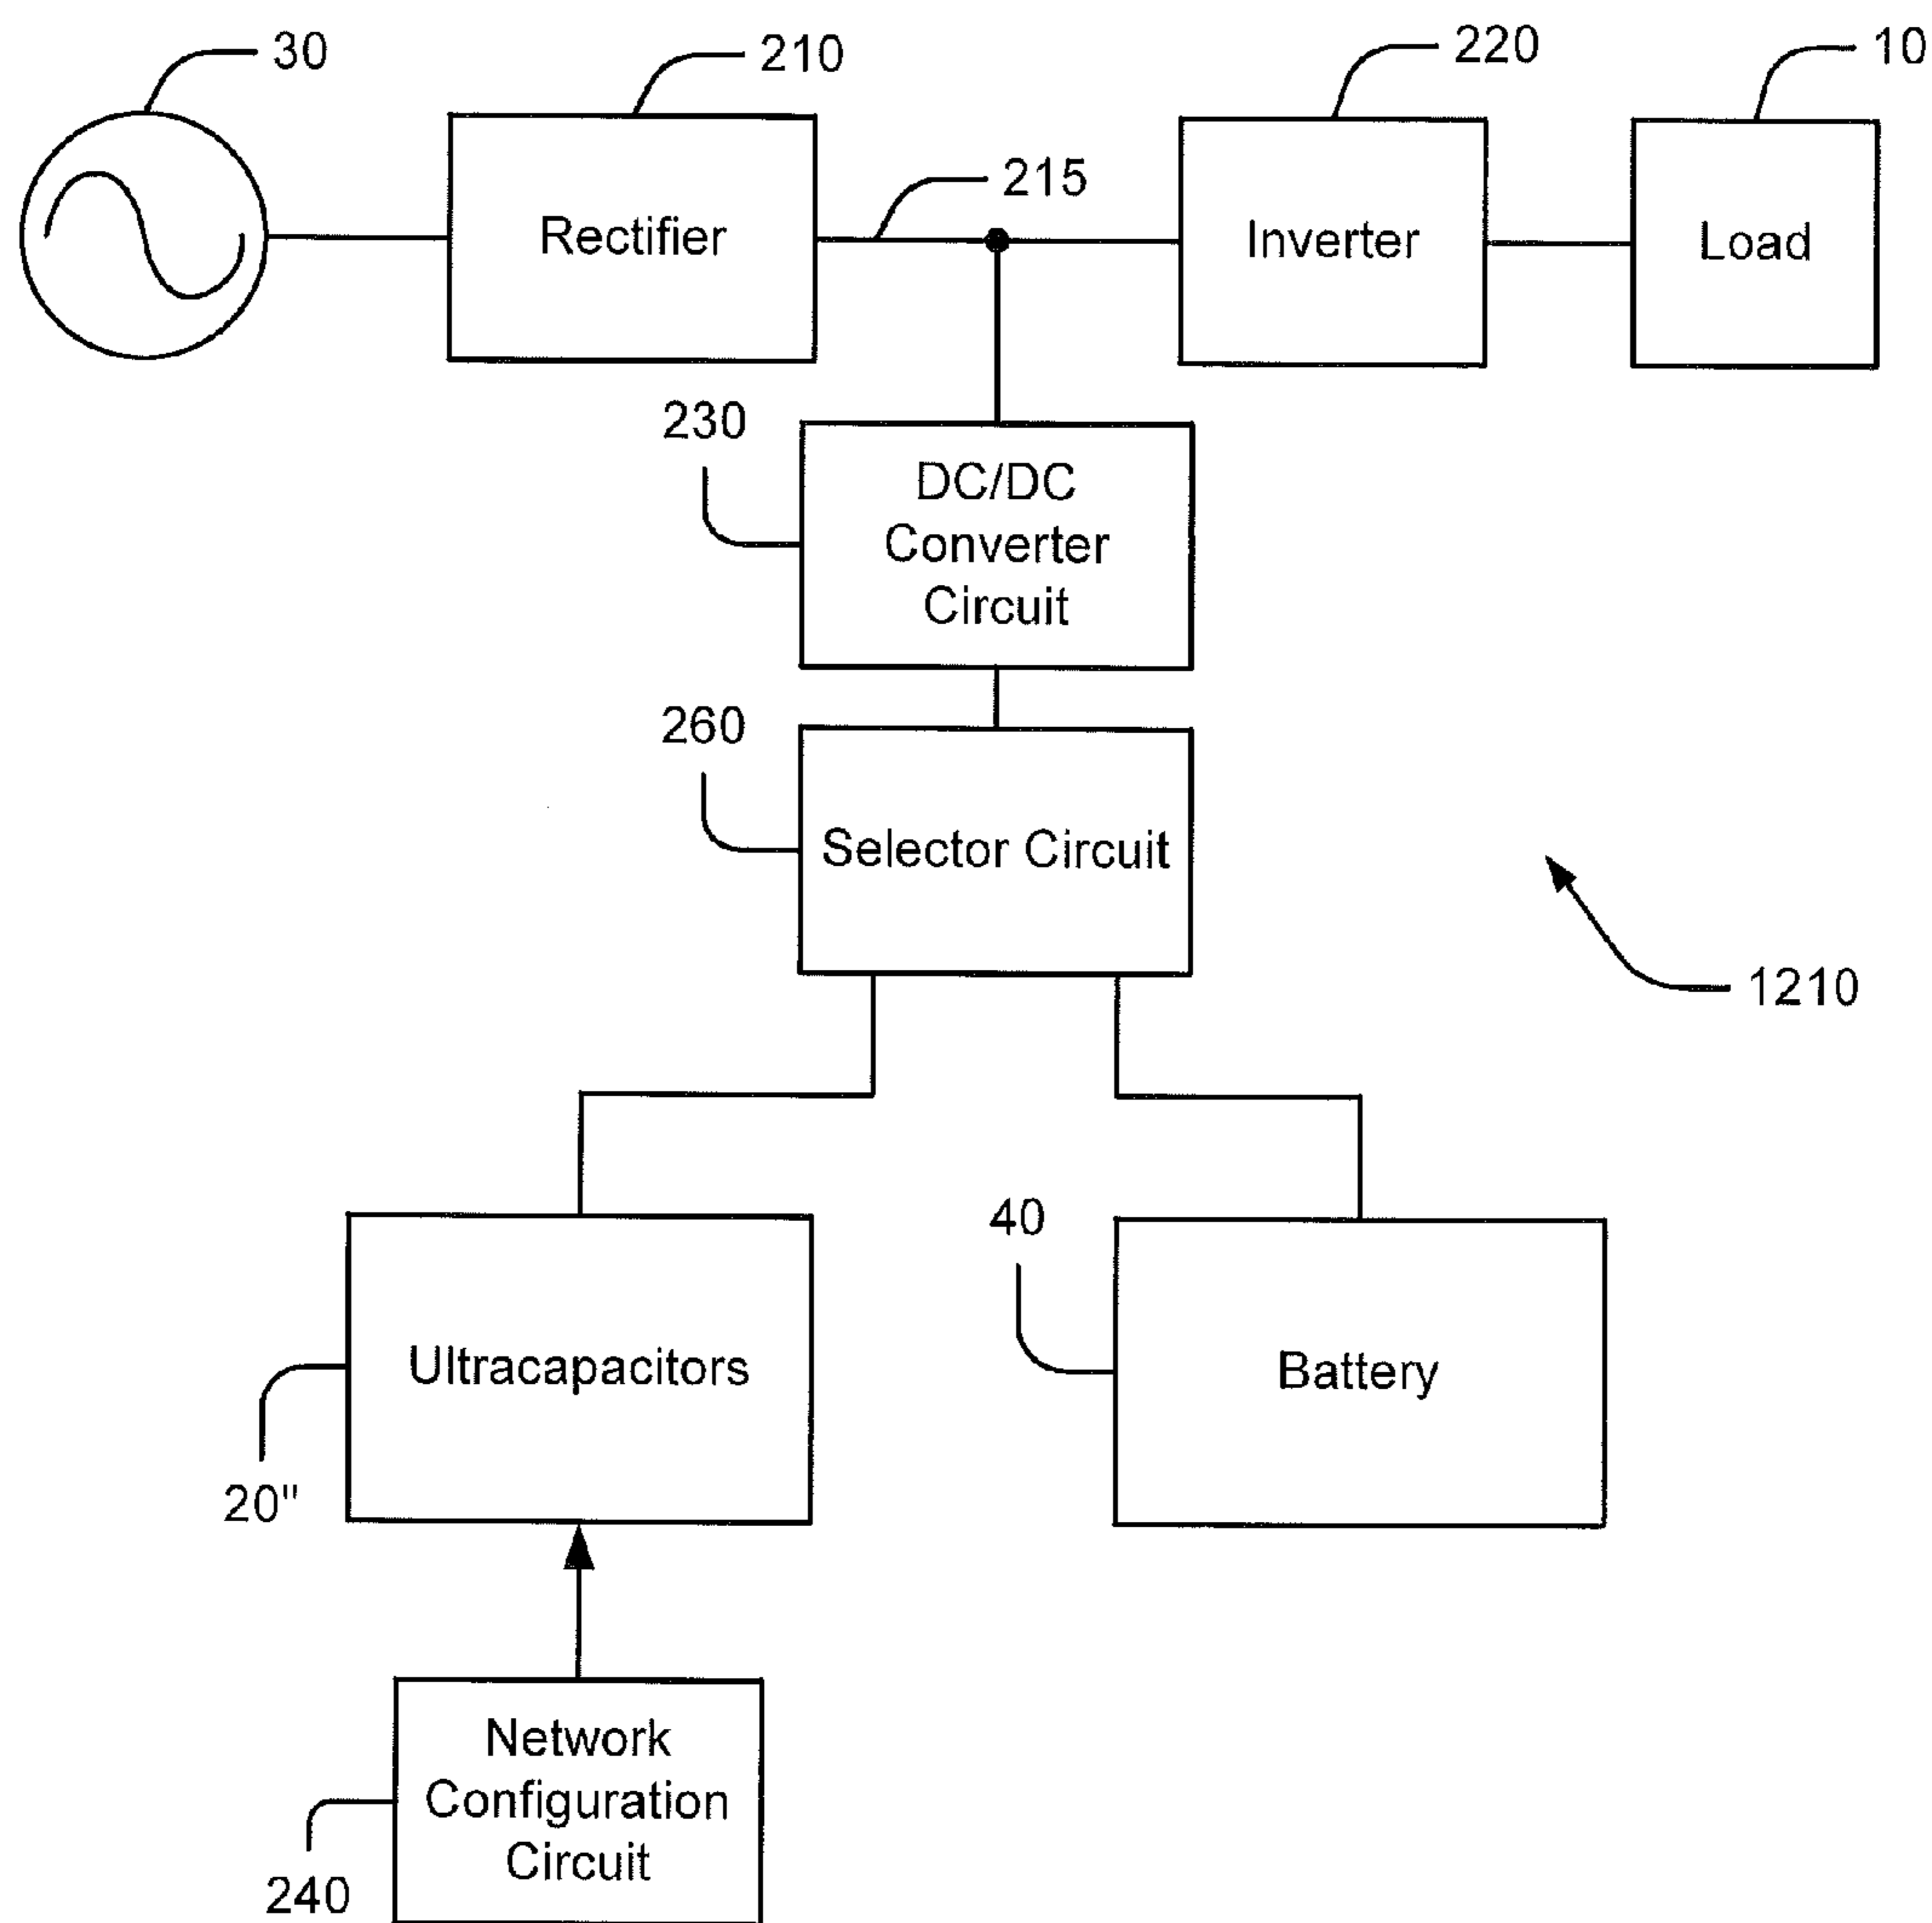 30
210
220
10
215
Rectifier
Inverter
Load
230
DC/DC
Converter
Circuit
260
Selector Circuit
1210
40
Ultracapacitors
Battery
20"
Network
Configuration
Circuit
240